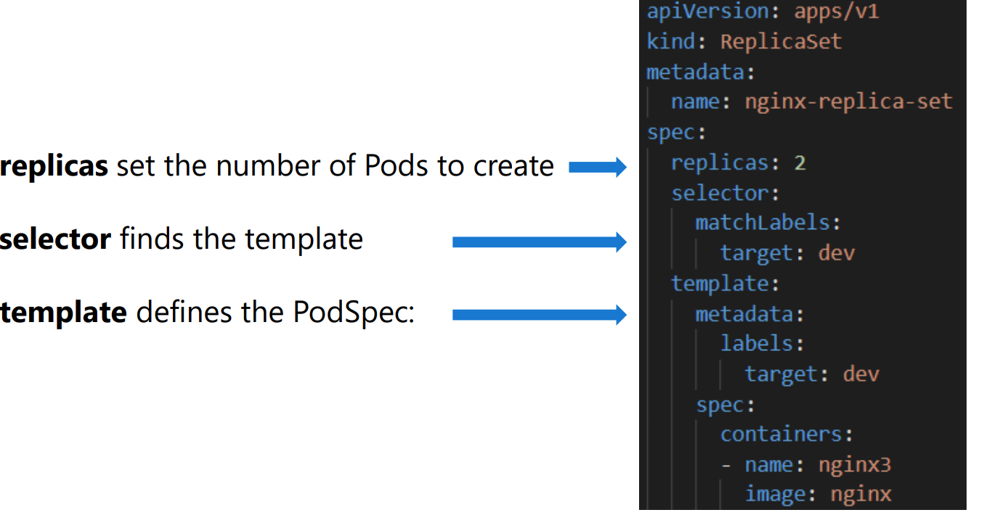 replicas set the number of Pods to create
selector finds the template
template defines the PodSpec:
apiVersion: apps/v1
kind: ReplicaSet
metadata:
  name: nginx-replica-set
spec:
  replicas: 2
  selector:
    matchLabels:
      target: dev
  template:
    metadata:
      labels:
        target: dev
    spec:
      containers:
      - name: nginx3
        image: nginx